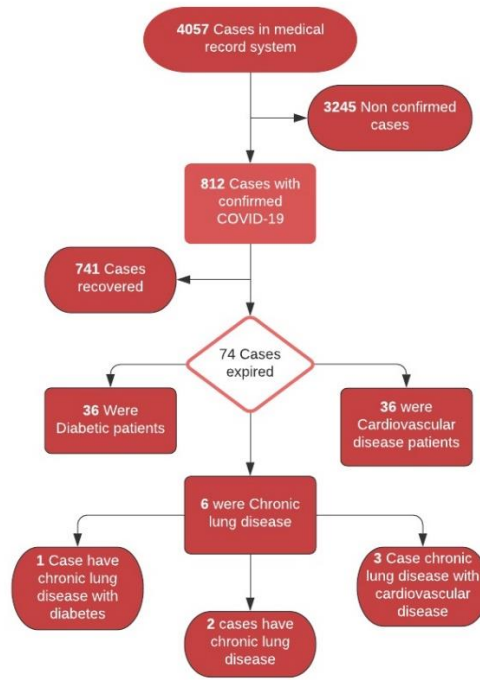 4057 Cases in medical
record system
3245 Non confirmed
cases
812 Cases with
confirmed
COVID-19
741 Cases
recovered
74 Cases
expired
36 Were
Diabetic patients
36 were
Cardiovascular
disease patients
6 were Chronic
lung disease
1 Case have
chronic lung
disease with
diabetes
2 cases have
chronic lung
disease
3 Case chronic
lung disease with
cardiovascular
disease